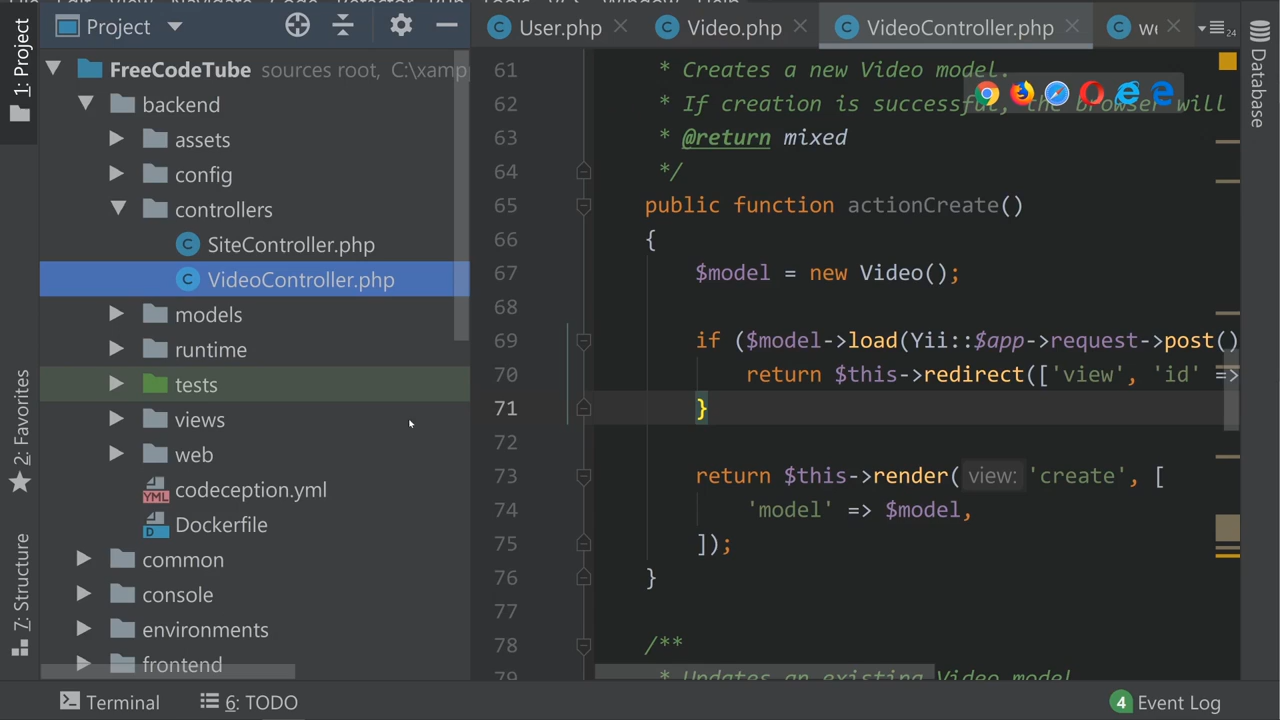 Project
User.php
Video.php
VideoController.php
we
24
1: Project
2: Favorites
7: Structure
Database
FreeCodeTube sources root, C:\xampp
backend
assets
config
controllers
SiteController.php
VideoController.php
models
runtime
tests
views
web
codeception.yml
Dockerfile
common
console
environments
frontend
61 * Creates a new Video model.
62 * If creation is successful, the browser will
63 * @return mixed
64 */
65 public function actionCreate()
66 {
67 $model = new Video();
68
69 if ($model->load(Yii::$app->request->post()
70 return $this->redirect(['view', 'id' =>
71 }
72
73 return $this->render( view: 'create', [
74 'model' => $model,
75 ]);
76 }
77
78 /**
79 * Updates an existing Video model
Terminal
6: TODO
4 Event Log